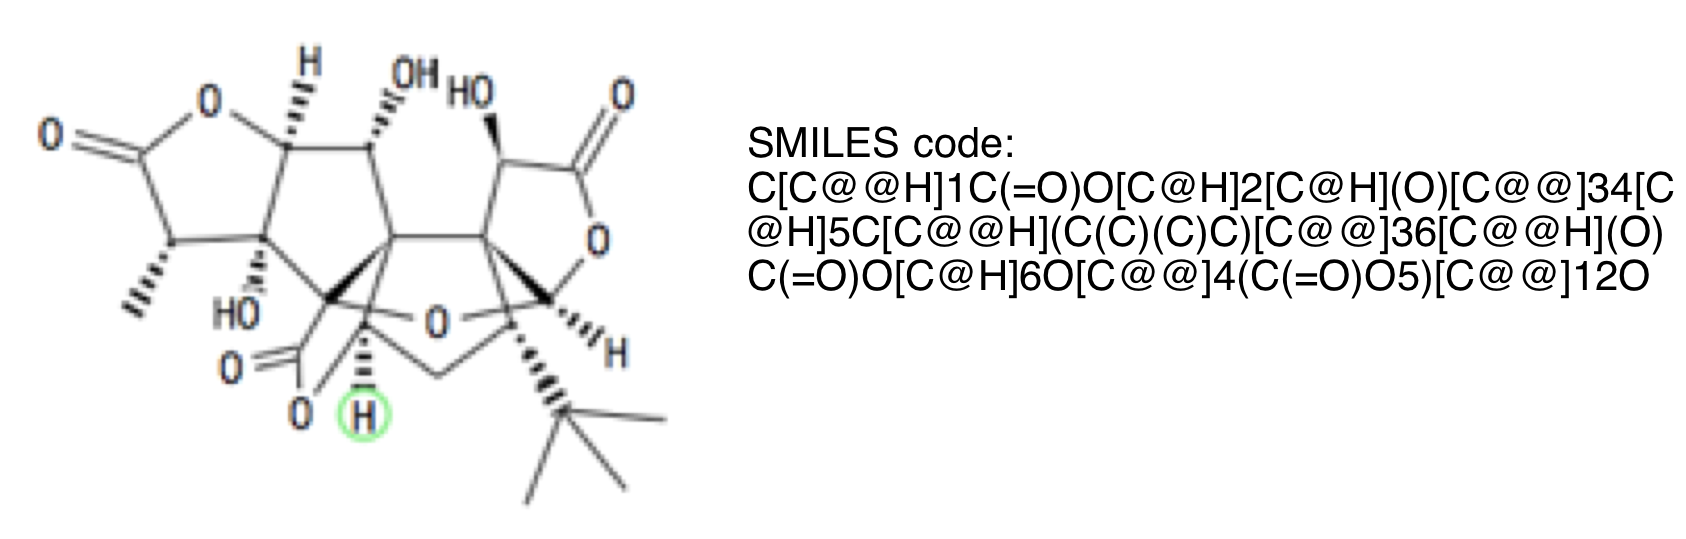 H
OH
HO
O
O
O
O
HO
O
O
H
O
H
SMILES code:
C[C@@H]1C(=O)O[C@H]2[C@H](O)[C@@]34[C
@H]5C[C@@H](C(C)(C)C)[C@@]36[C@@H](O)
C(=O)O[C@H]6O[C@@]4(C(=O)O5)[C@@]12O